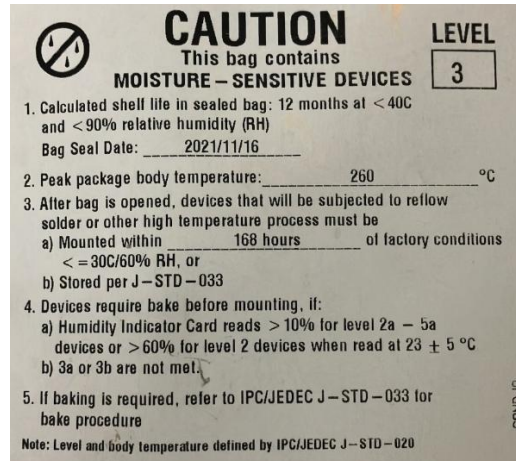 CAUTION
LEVEL
This bag contains
MOISTURE – SENSITIVE DEVICES
3
1. Calculated shelf life in sealed bag: 12 months at < 40C
and < 90% relative humidity (RH)
Bag Seal Date: 2021/11/16
2. Peak package body temperature: 260 °C
3. After bag is opened, devices that will be subjected to reflow
solder or other high temperature process must be
a) Mounted within 168 hours of factory conditions
< = 30C/60% RH, or
b) Stored per J – STD – 033
4. Devices require bake before mounting, if:
a) Humidity Indicator Card reads > 10% for level 2a – 5a
devices or > 60% for level 2 devices when read at 23 ± 5 °C
b) 3a or 3b are not met.
5. If baking is required, refer to IPC/JEDEC J – STD – 033 for
bake procedure
Note: Level and body temperature defined by IPC/JEDEC J – STD – 020